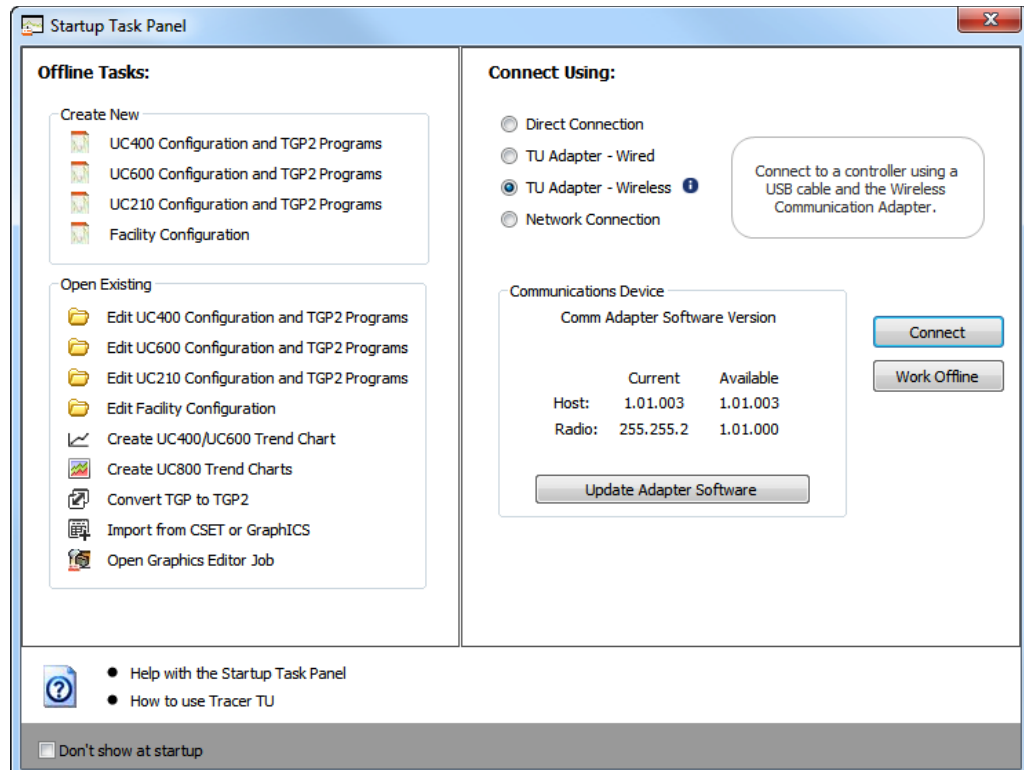 Startup Task Panel
Offline Tasks:
Create New
UC400 Configuration and TGP2 Programs
UC600 Configuration and TGP2 Programs
UC210 Configuration and TGP2 Programs
Facility Configuration
Open Existing
Edit UC400 Configuration and TGP2 Programs
Edit UC600 Configuration and TGP2 Programs
Edit UC210 Configuration and TGP2 Programs
Edit Facility Configuration
Create UC400/UC600 Trend Chart
Create UC800 Trend Charts
Convert TGP to TGP2
Import from CSET or GraphICS
Open Graphics Editor Job
Connect Using:
Direct Connection
TU Adapter - Wired
TU Adapter - Wireless
Network Connection
Connect to a controller using a
USB cable and the Wireless
Communication Adapter.
Communications Device
Comm Adapter Software Version
Current Available
Host: 1.01.003 1.01.003
Radio: 255.255.2 1.01.000
Update Adapter Software
Connect
Work Offline
Help with the Startup Task Panel
How to use Tracer TU
Don't show at startup